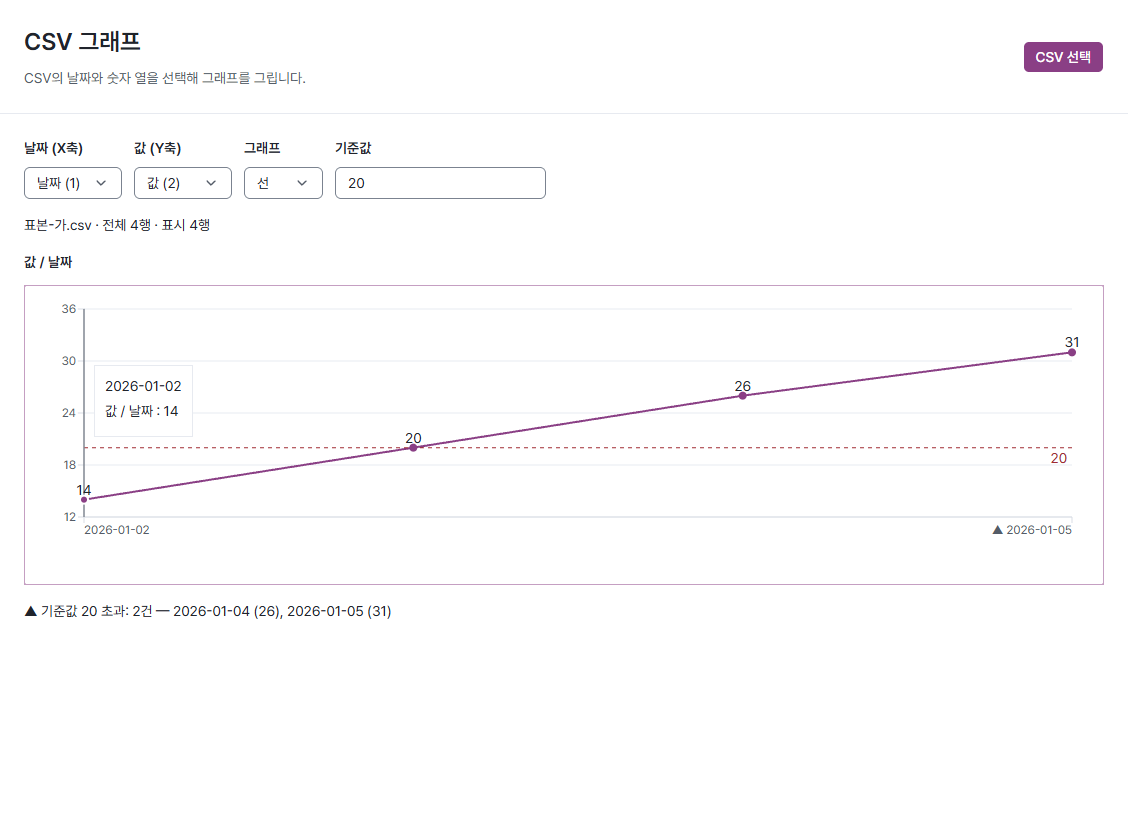 CSV 그래프
CSV의 날짜와 숫자 열을 선택해 그래프를 그립니다.
CSV 선택
날짜 (X축) 값 (Y축) 그래프 기준값
날짜 (1) 값 (2) 선 20
표본-가.csv · 전체 4행 · 표시 4행
값 / 날짜
36
31
30
2026-01-02
26
값 / 날짜 : 14
24
20
20
18
14
12
2026-01-02 ▲ 2026-01-05
▲ 기준값 20 초과: 2건 — 2026-01-04 (26), 2026-01-05 (31)